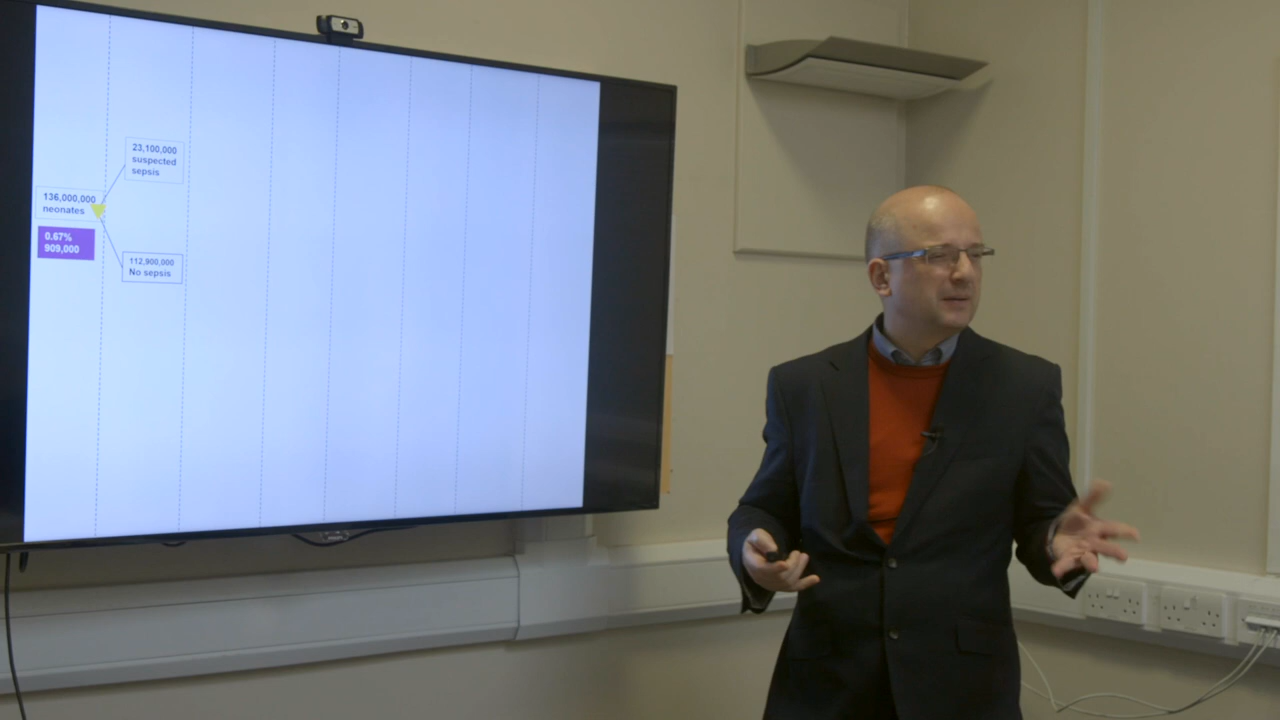 23,100,000
suspected
sepsis
136,000,000
neonates
0.67%
909,000
112,900,000
No sepsis